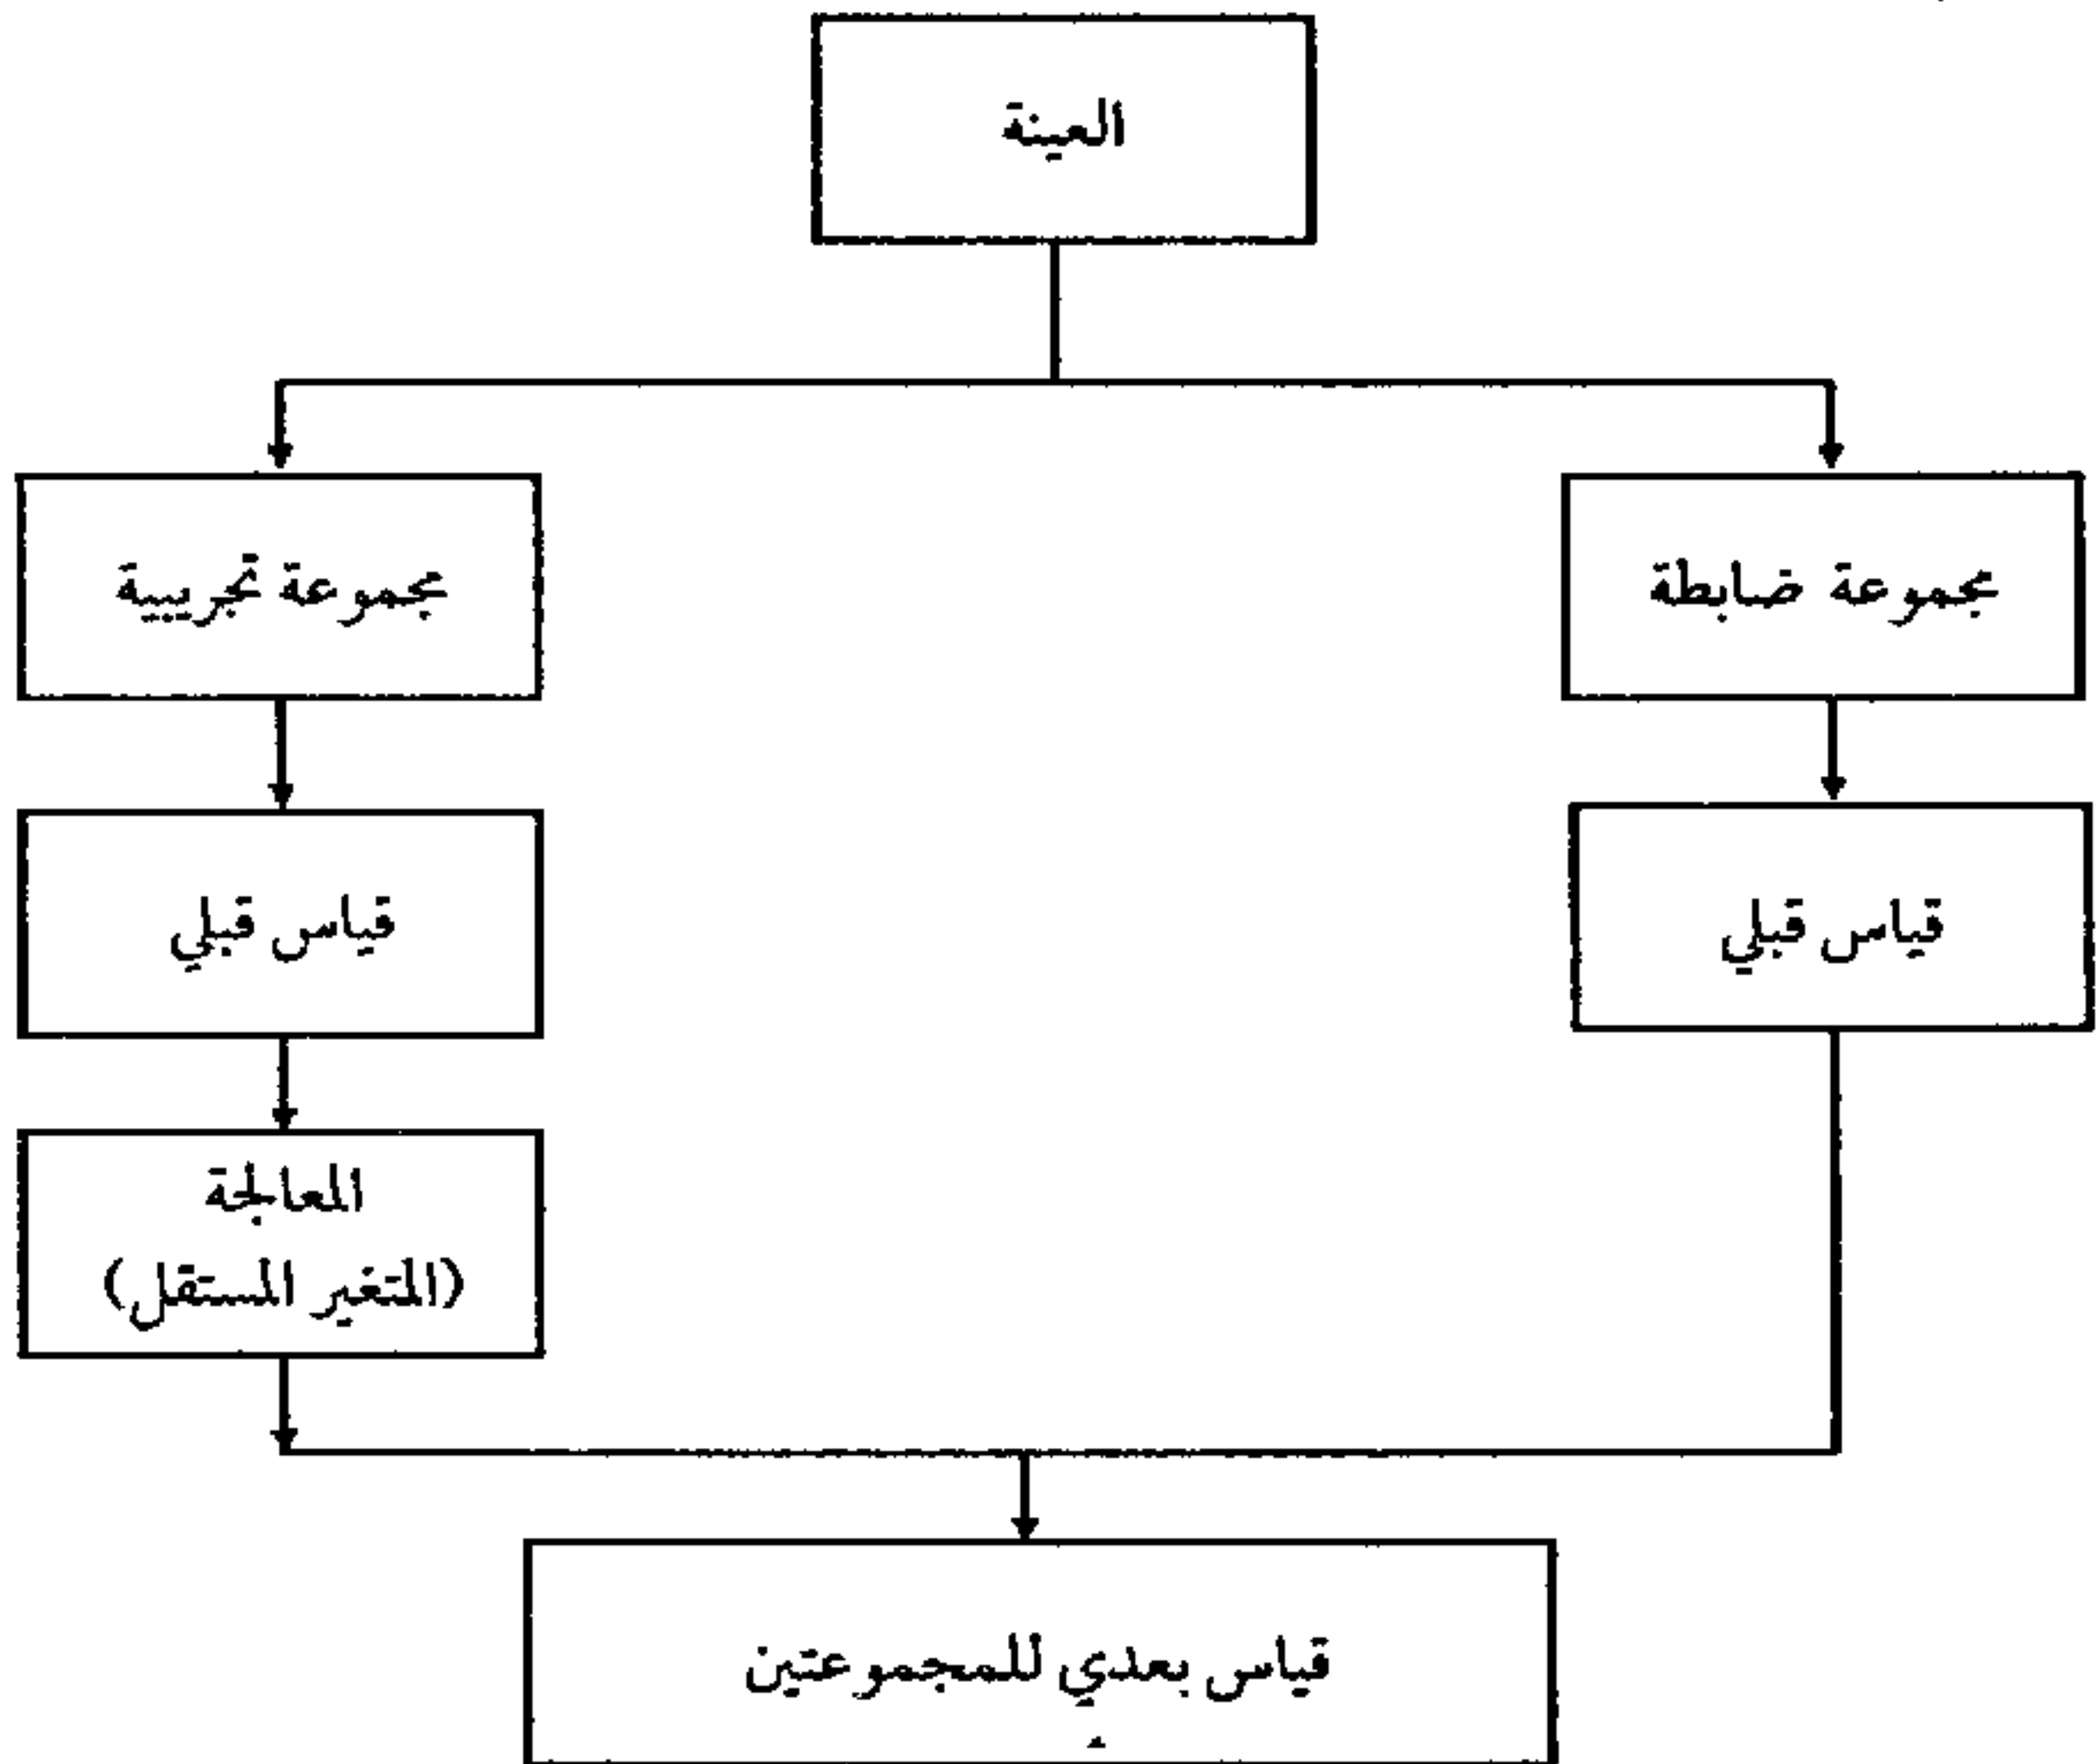 العينة
مجموعة ضابطة
مجموعة تجريبية
قياس قبلي
قياس قبلي
المعالجة
(المتغير المستقل)
قياس بعدي للمجموعتين